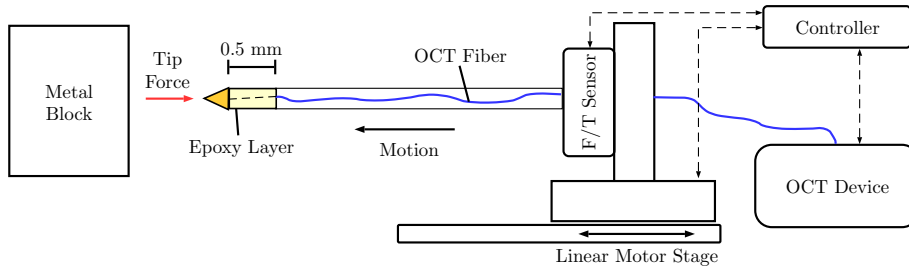 Metal
Block
Tip
Force
0.5 mm
Epoxy Layer
OCT Fiber
Motion
F/T Sensor
Linear Motor Stage
Controller
OCT Device